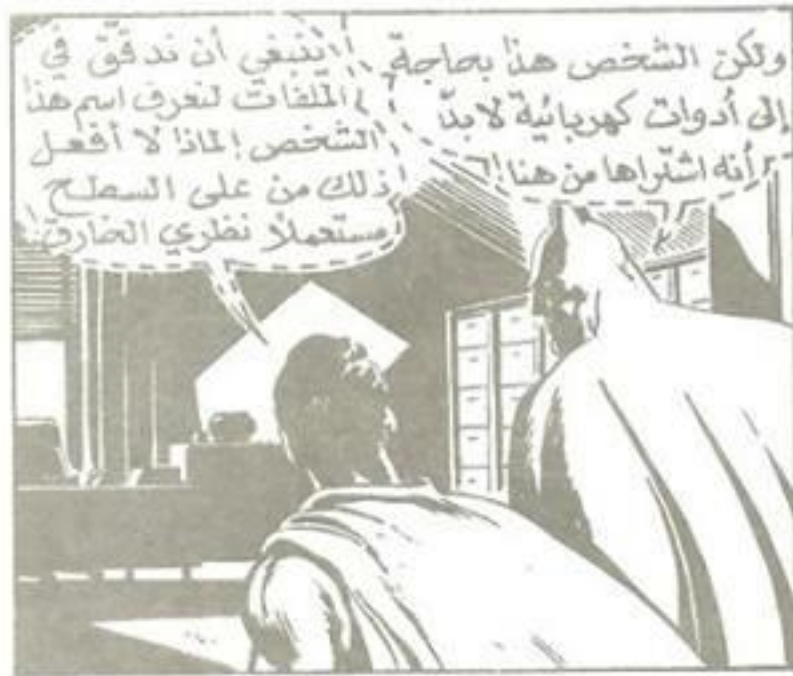 ولكن الشخص هذا بحاجة
إلى أدوات كهربائية لابدّ
أنه اشتراها من هنا!
ينبغي أن ندقّق في
الملفات لنعرف اسم هذا
الشخص! لماذا لا أفعل
ذلك من على السطح
مستعملاً نظري الخارق!